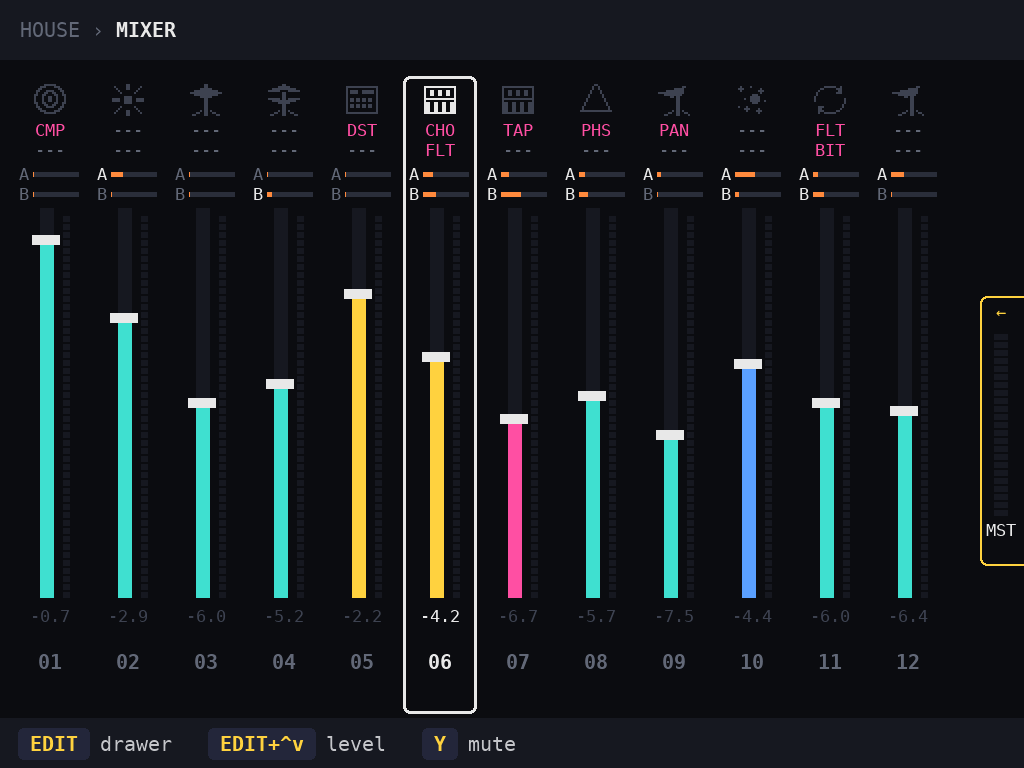 HOUSE › MIXER
CMP --- --- --- DST CHO TAP PHS PAN --- FLT ---
--- --- --- --- --- FLT --- --- --- --- BIT ---
A A A A A A A A A A A A
B B B B B B B B B B B B
←
MST
-0.7 -2.9 -6.0 -5.2 -2.2 -4.2 -6.7 -5.7 -7.5 -4.4 -6.0 -6.4
01 02 03 04 05 06 07 08 09 10 11 12
EDIT drawer EDIT+^v level Y mute